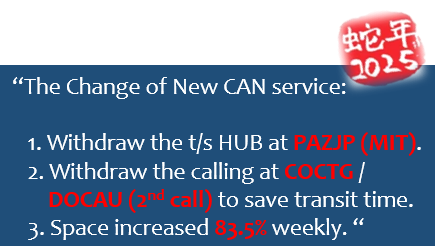 蛇年
2025
“The Change of New CAN service:
1. Withdraw the t/s HUB at PAZJP (MIT).
2. Withdraw the calling at COCTG /
DOCAU (2nd call) to save transit time.
3. Space increased 83.5% weekly. “